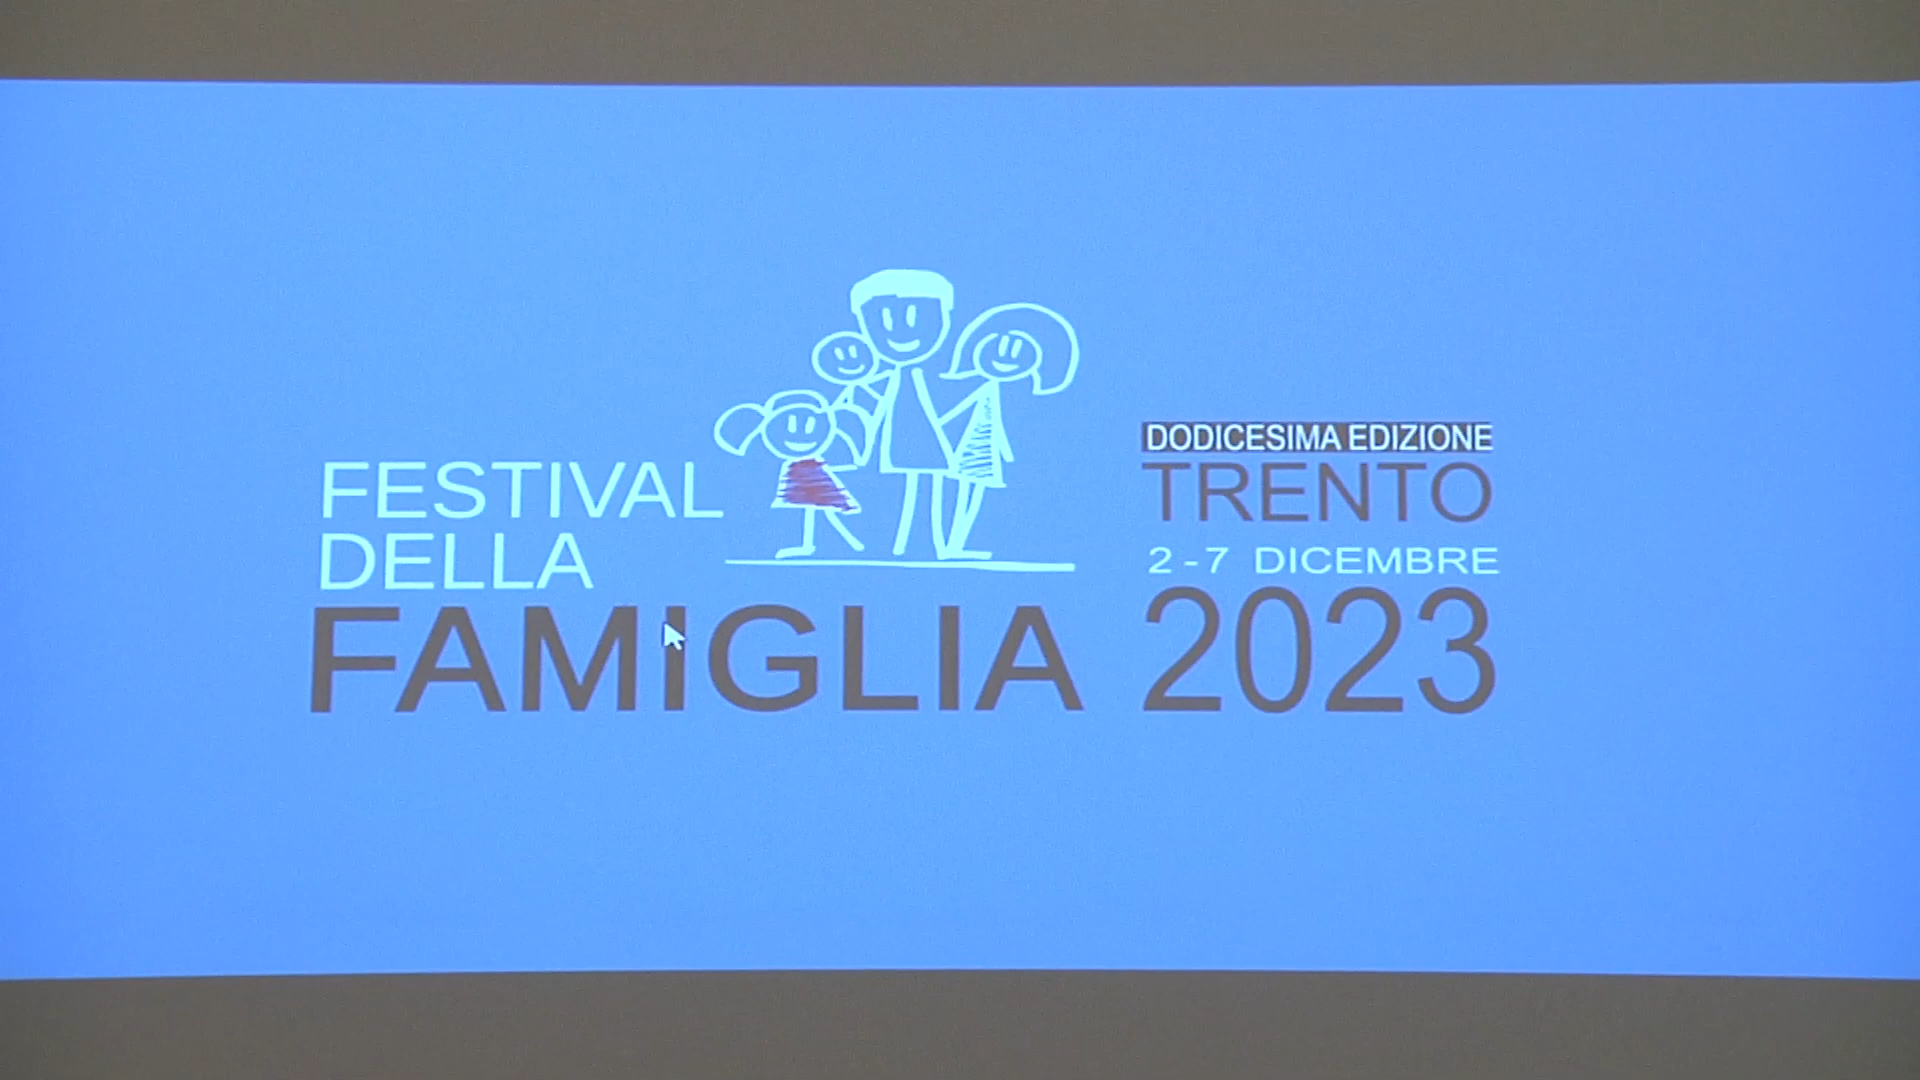 FESTIVAL
DELLA
FAMIGLIA
DODICESIMA EDIZIONE
TRENTO
2-7 DICEMBRE
2023